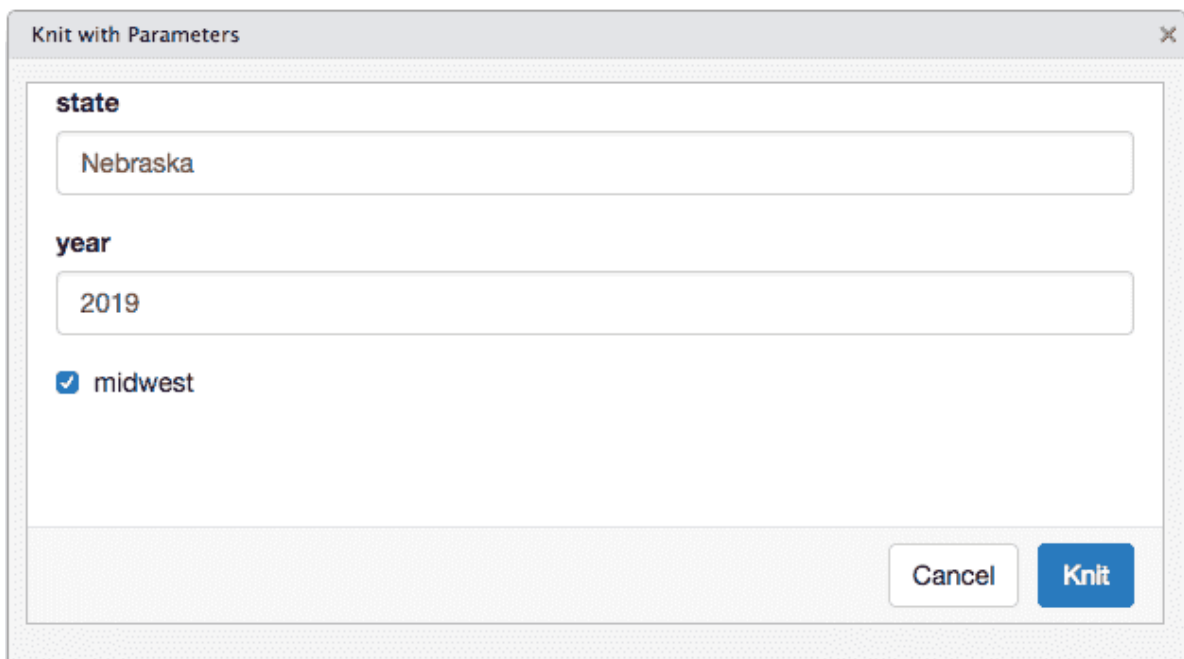 Knit with Parameters
state
Nebraska
year
2019
midwest
Cancel Knit